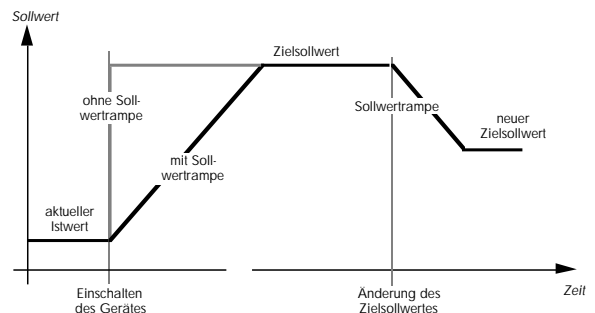 Sollwert
Zielsollwert
ohne Soll-
wertrampe
Sollwertrampe
neuer
Zielsollwert
mit Soll-
wertrampe
aktueller
Istwert
Zeit
Einschalten
des Gerätes
Änderung des
Zielsollwertes